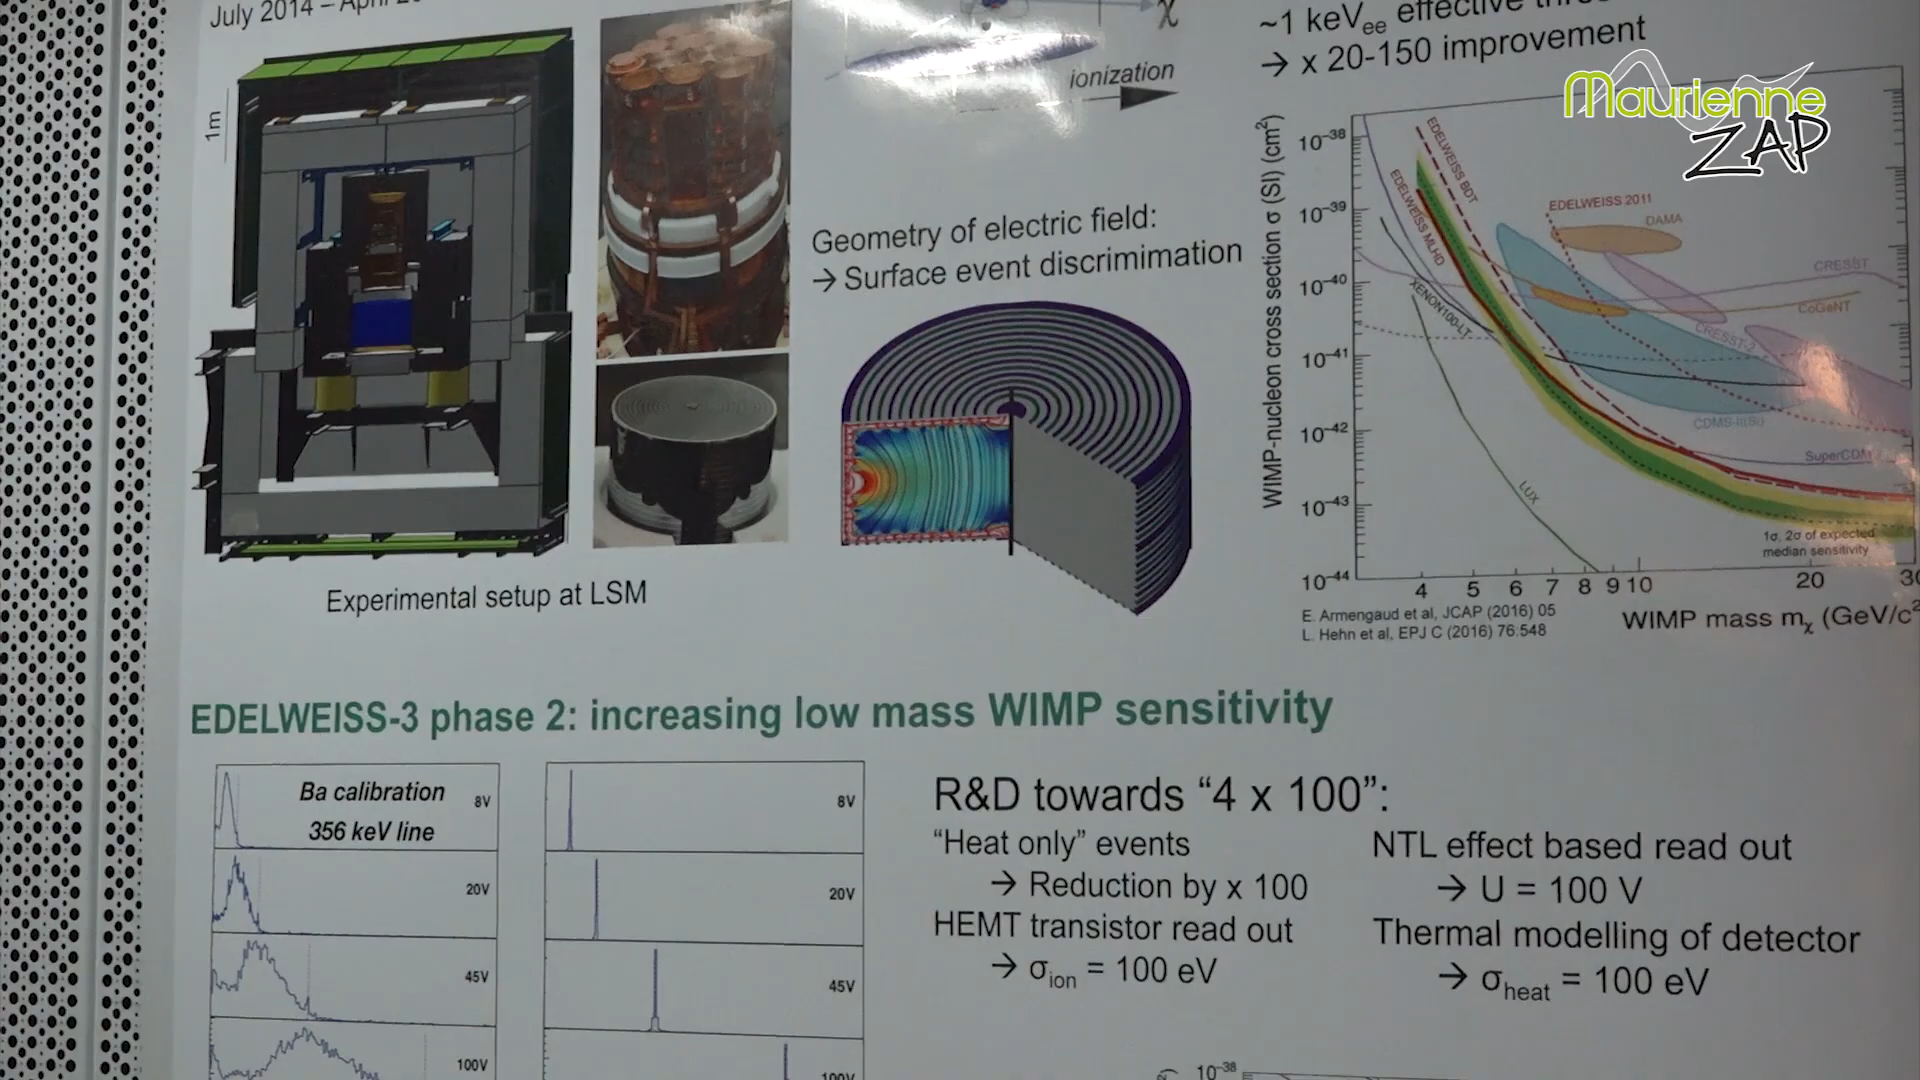 July 2014 –
1m
χ
ionization
~1 keVee effective
→ x 20-150 improvement
Maurienne
ZAP
Geometry of electric field:
→ Surface event discrimimation
Experimental setup at LSM
WIMP-nucleon cross section σ (SI) (cm²)
10⁻³⁸
10⁻³⁹
10⁻⁴⁰
10⁻⁴¹
10⁻⁴²
10⁻⁴³
10⁻⁴⁴
EDELWEISS BDT
EDELWEISS MLHD
EDELWEISS 2011
DAMA
CRESST
CoGeNT
XENON100-LT
CRESST-2
CDMS-II(Si)
LUX
1σ, 2σ of expected
median sensitivity
4 5 6 7 8 9 10 20 30
WIMP mass mχ (GeV/c²
E. Armengaud et al, JCAP (2016) 05
L. Hehn et al, EPJ C (2016) 76:548
EDELWEISS-3 phase 2: increasing low mass WIMP sensitivity
Ba calibration
356 keV line
8V
20V
45V
100V
8V
20V
45V
100V
R&D towards “4 x 100”:
“Heat only” events
→ Reduction by x 100
HEMT transistor read out
→ σion = 100 eV
NTL effect based read out
→ U = 100 V
Thermal modelling of detector
→ σheat = 100 eV
10⁻³⁸